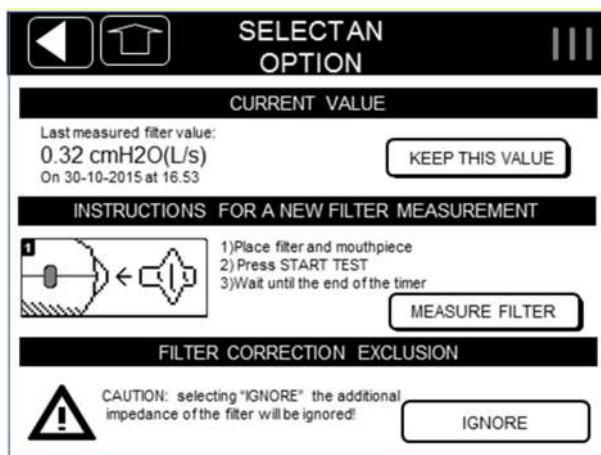 SELECT AN
OPTION
CURRENT VALUE
Last measured filter value:
0.32 cmH2O(L/s)
On 30-10-2015 at 16.53
KEEP THIS VALUE
INSTRUCTIONS FOR A NEW FILTER MEASUREMENT
1
1)Place filter and mouthpiece
2) Press START TEST
3)Wait until the end of the timer
MEASURE FILTER
FILTER CORRECTION EXCLUSION
CAUTION: selecting "IGNORE" the additional
impedance of the filter will be ignored!
IGNORE